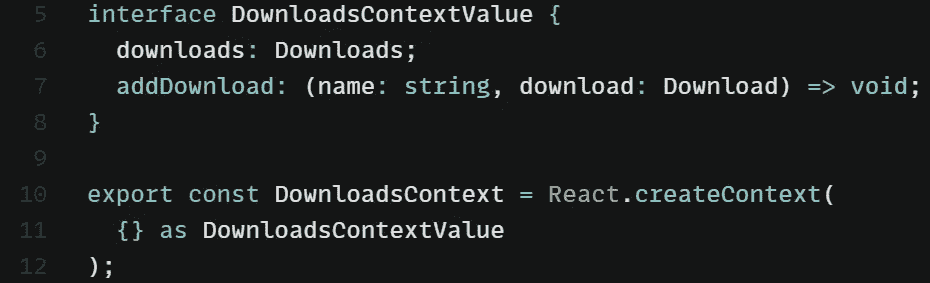 5 interface DownloadsContextValue {
6 downloads: Downloads;
7 addDownload: (name: string, download: Download) => void;
8 }
9
10 export const DownloadsContext = React.createContext(
11 {} as DownloadsContextValue
12 );